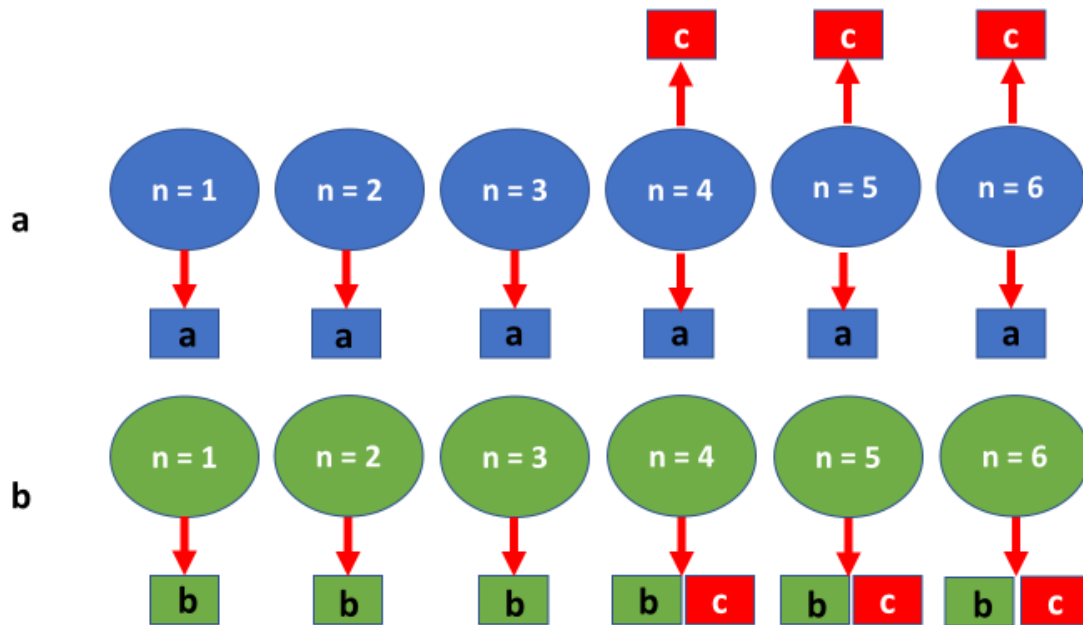 c c c
n = 1 n = 2 n = 3 n = 4 n = 5 n = 6
a
a a a a a a
n = 1 n = 2 n = 3 n = 4 n = 5 n = 6
b
b b b b c b c b c